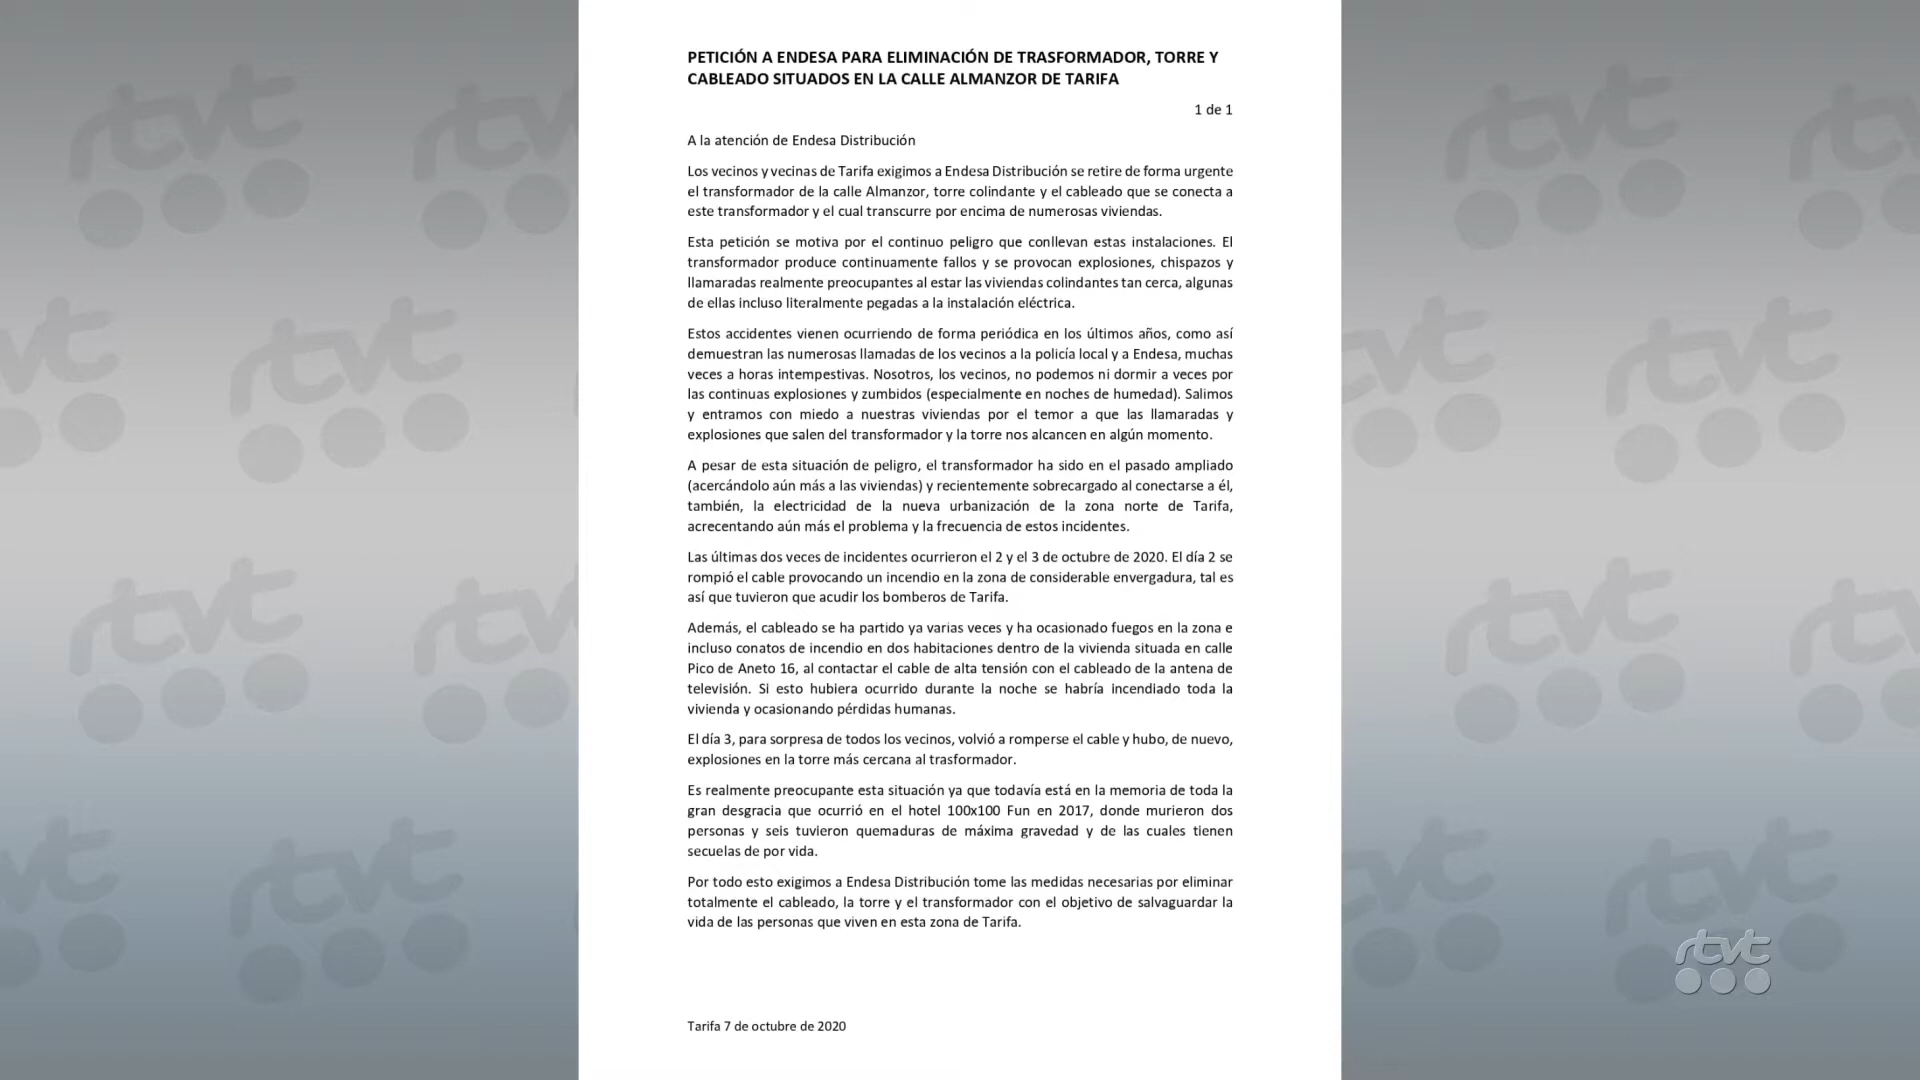 PETICIÓN A ENDESA PARA ELIMINACIÓN DE TRASFORMADOR, TORRE Y
CABLEADO SITUADOS EN LA CALLE ALMANZOR DE TARIFA
1 de 1
A la atención de Endesa Distribución
Los vecinos y vecinas de Tarifa exigimos a Endesa Distribución se retire de forma urgente
el transformador de la calle Almanzor, torre colindante y el cableado que se conecta a
este transformador y el cual transcurre por encima de numerosas viviendas.
Esta petición se motiva por el continuo peligro que conllevan estas instalaciones. El
transformador produce continuamente fallos y se provocan explosiones, chispazos y
llamaradas realmente preocupantes al estar las viviendas colindantes tan cerca, algunas
de ellas incluso literalmente pegadas a la instalación eléctrica.
Estos accidentes vienen ocurriendo de forma periódica en los últimos años, como así
demuestran las numerosas llamadas de los vecinos a la policía local y a Endesa, muchas
veces a horas intempestivas. Nosotros, los vecinos, no podemos ni dormir a veces por
las continuas explosiones y zumbidos (especialmente en noches de humedad). Salimos
y entramos con miedo a nuestras viviendas por el temor a que las llamaradas y
explosiones que salen del transformador y la torre nos alcancen en algún momento.
A pesar de esta situación de peligro, el transformador ha sido en el pasado ampliado
(acercándolo aún más a las viviendas) y recientemente sobrecargado al conectarse a él,
también, la electricidad de la nueva urbanización de la zona norte de Tarifa,
acrecentando aún más el problema y la frecuencia de estos incidentes.
Las últimas dos veces de incidentes ocurrieron el 2 y el 3 de octubre de 2020. El día 2 se
rompió el cable provocando un incendio en la zona de considerable envergadura, tal es
así que tuvieron que acudir los bomberos de Tarifa.
Además, el cableado se ha partido ya varias veces y ha ocasionado fuegos en la zona e
incluso conatos de incendio en dos habitaciones dentro de la vivienda situada en calle
Pico de Aneto 16, al contactar el cable de alta tensión con el cableado de la antena de
televisión. Si esto hubiera ocurrido durante la noche se habría incendiado toda la
vivienda y ocasionando pérdidas humanas.
El día 3, para sorpresa de todos los vecinos, volvió a romperse el cable y hubo, de nuevo,
explosiones en la torre más cercana al trasformador.
Es realmente preocupante esta situación ya que todavía está en la memoria de toda la
gran desgracia que ocurrió en el hotel 100x100 Fun en 2017, donde murieron dos
personas y seis tuvieron quemaduras de máxima gravedad y de las cuales tienen
secuelas de por vida.
Por todo esto exigimos a Endesa Distribución tome las medidas necesarias por eliminar
totalmente el cableado, la torre y el transformador con el objetivo de salvaguardar la
vida de las personas que viven en esta zona de Tarifa.
rtvt
Tarifa 7 de octubre de 2020